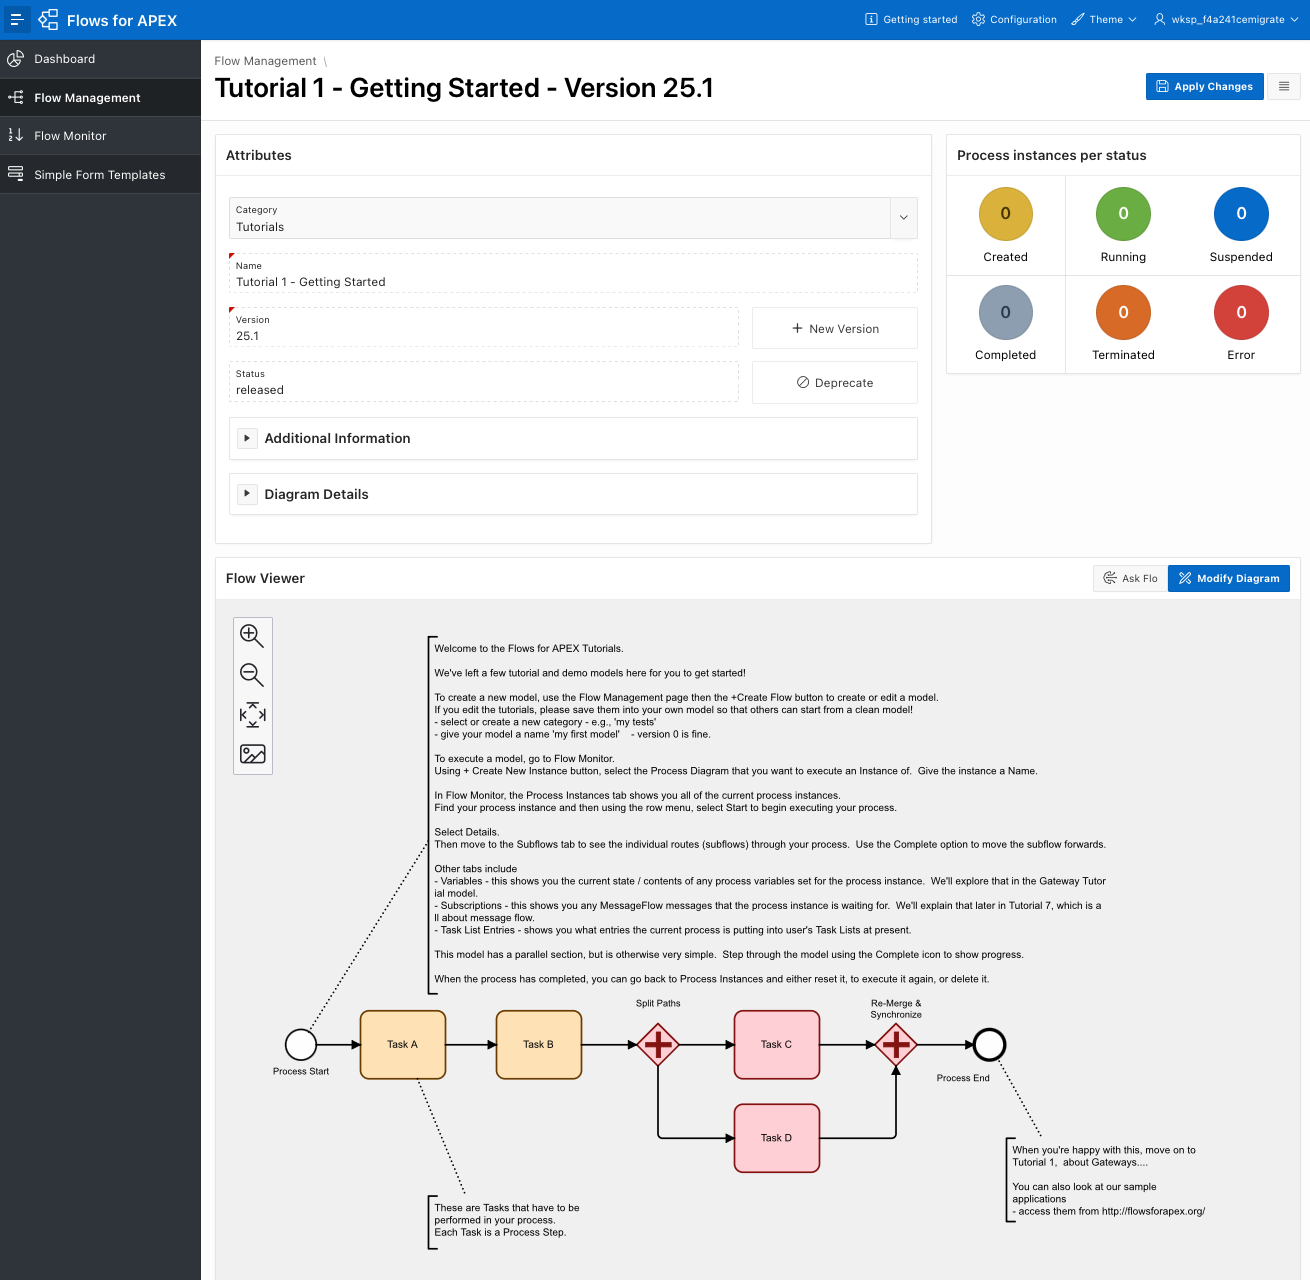 Flows for APEX
Getting started
Configuration
Theme
wksp_f4a241cemigrate
Dashboard
Flow Management
Flow Monitor
Simple Form Templates
Flow Management \
Tutorial 1 - Getting Started - Version 25.1
Apply Changes
Attributes
Category
Tutorials
Name
Tutorial 1 - Getting Started
Version
25.1
+ New Version
Status
released
Deprecate
Additional Information
Diagram Details
Process instances per status
0
Created
0
Running
0
Suspended
0
Completed
0
Terminated
0
Error
Flow Viewer
Ask Flo
Modify Diagram
Welcome to the Flows for APEX Tutorials.
We've left a few tutorial and demo models here for you to get started!
To create a new model, use the Flow Management page then the +Create Flow button to create or edit a model.
If you edit the tutorials, please save them into your own model so that others can start from a clean model!
- select or create a new category - e.g., 'my tests'
- give your model a name 'my first model'    - version 0 is fine.
To execute a model, go to Flow Monitor.
Using + Create New Instance button, select the Process Diagram that you want to execute an Instance of.  Give the instance a Name.
In Flow Monitor, the Process Instances tab shows you all of the current process instances.
Find your process instance and then using the row menu, select Start to begin executing your process.
Select Details.
Then move to the Subflows tab to see the individual routes (subflows) through your process.  Use the Complete option to move the subflow forwards.
Other tabs include
- Variables - this shows you the current state / contents of any process variables set for the process instance.  We'll explore that in the Gateway Tutor
ial model.
- Subscriptions - this shows you any MessageFlow messages that the process instance is waiting for.  We'll explain that later in Tutorial 7, which is a
ll about message flow.
- Task List Entries - shows you what entries the current process is putting into user's Task Lists at present.
This model has a parallel section, but is otherwise very simple.  Step through the model using the Complete icon to show progress.
When the process has completed, you can go back to Process Instances and either reset it, to execute it again, or delete it.
Process Start
Task A
Task B
Split Paths
Task C
Task D
Re-Merge &
Synchronize
Process End
These are Tasks that have to be
performed in your process.
Each Task is a Process Step.
When you're happy with this, move on to
Tutorial 1,  about Gateways....
You can also look at our sample
applications
- access them from http://flowsforapex.org/